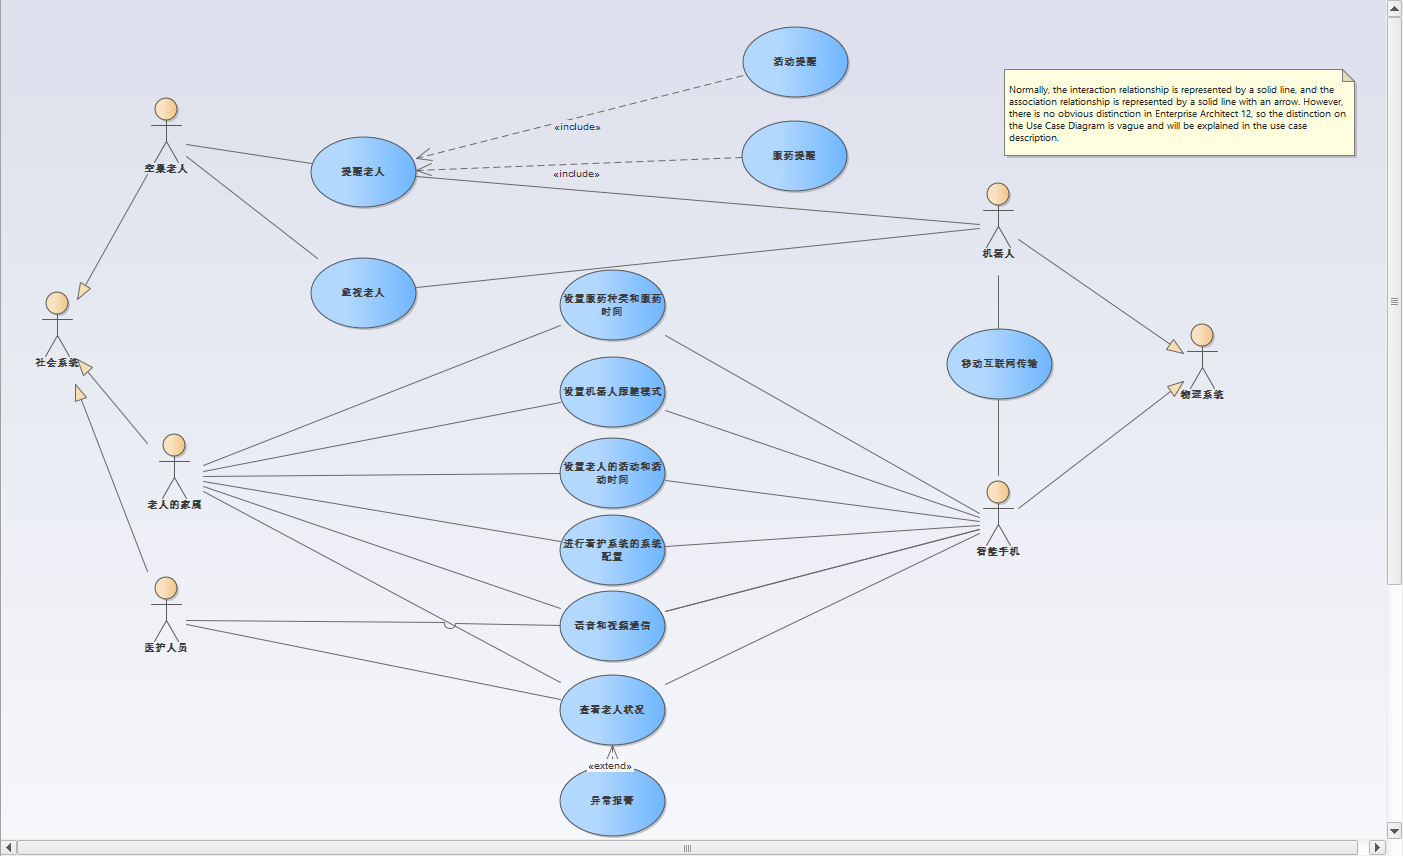 活动提醒
Normally, the interaction relationship is represented by a solid line, and the
association relationship is represented by a solid line with an arrow. However,
there is no obvious distinction in Enterprise Architect 12, so the distinction on
the Use Case Diagram is vague and will be explained in the use case
description.
«include»
服药提醒
空巢老人
提醒老人
«include»
机器人
监视老人
设置服药种类和服药
时间
社会系统
移动互联网传输
设置机器人跟随模式
物理系统
设置老人的活动和活
动时间
老人的家属
进行看护系统的系统
配置
智能手机
语音和视频通信
医护人员
查看老人状况
«extend»
异常报警